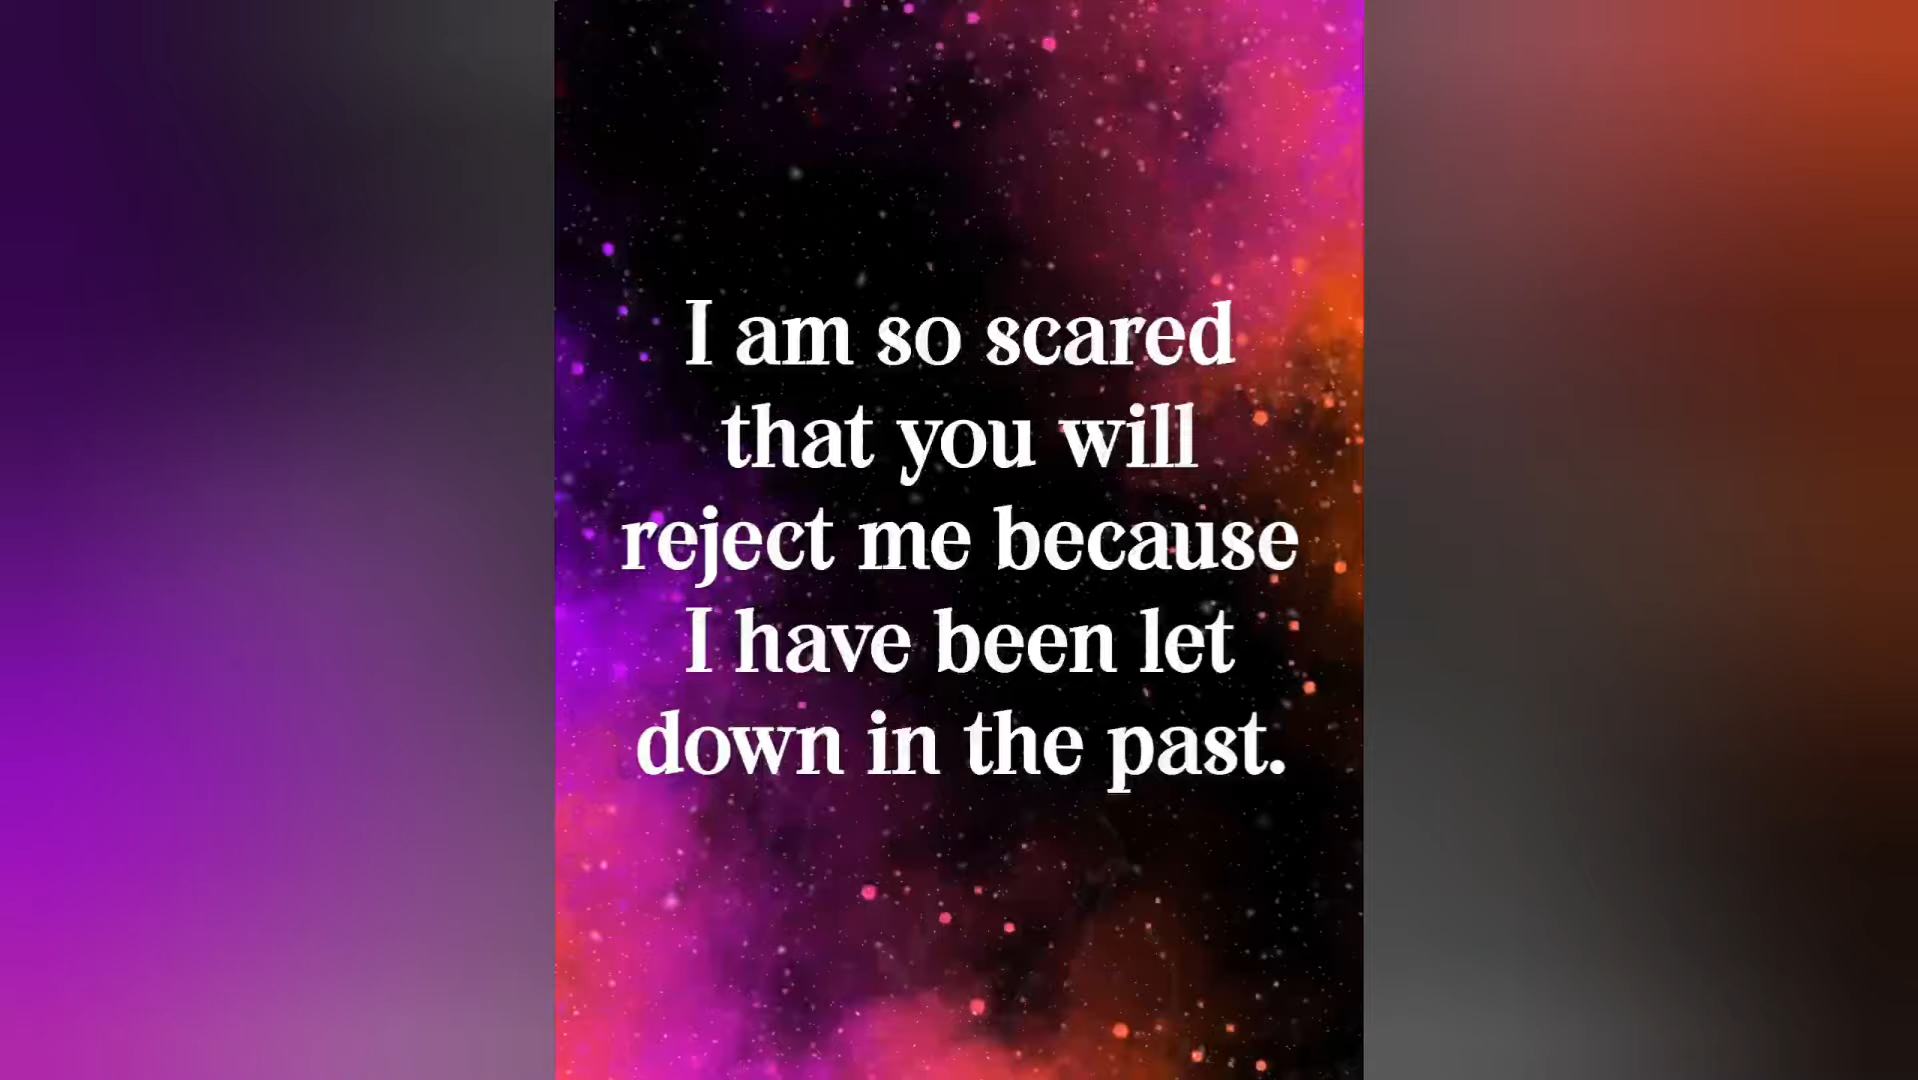 I am so scared
that you will
reject me because
I have been let
down in the past.